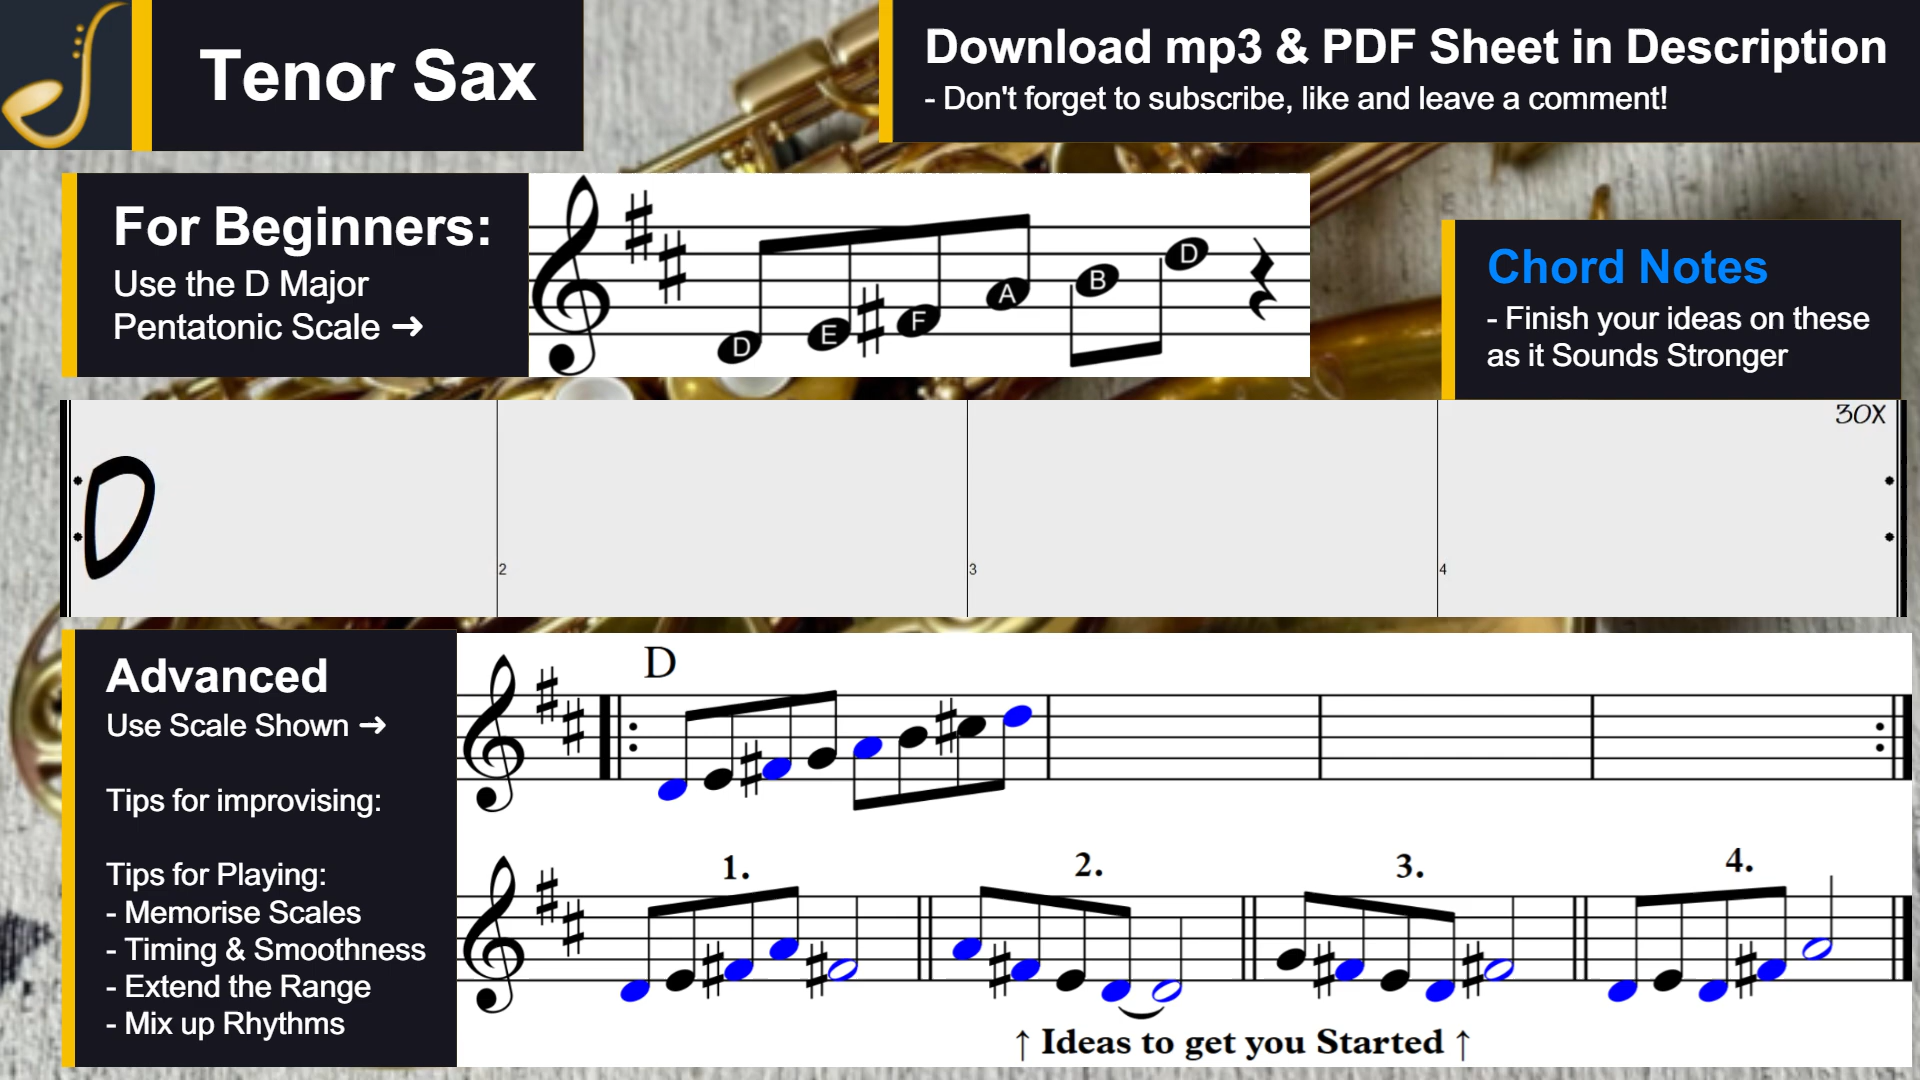 Tenor Sax
Download mp3 & PDF Sheet in Description
- Don't forget to subscribe, like and leave a comment!
For Beginners:
Use the D Major
Pentatonic Scale ➜
D E F A B D
Chord Notes
- Finish your ideas on these
as it Sounds Stronger
30X
D
2 3 4
Advanced
Use Scale Shown ➜
Tips for improvising:
Tips for Playing:
- Memorise Scales
- Timing & Smoothness
- Extend the Range
- Mix up Rhythms
D
1. 2. 3. 4.
↑ Ideas to get you Started ↑